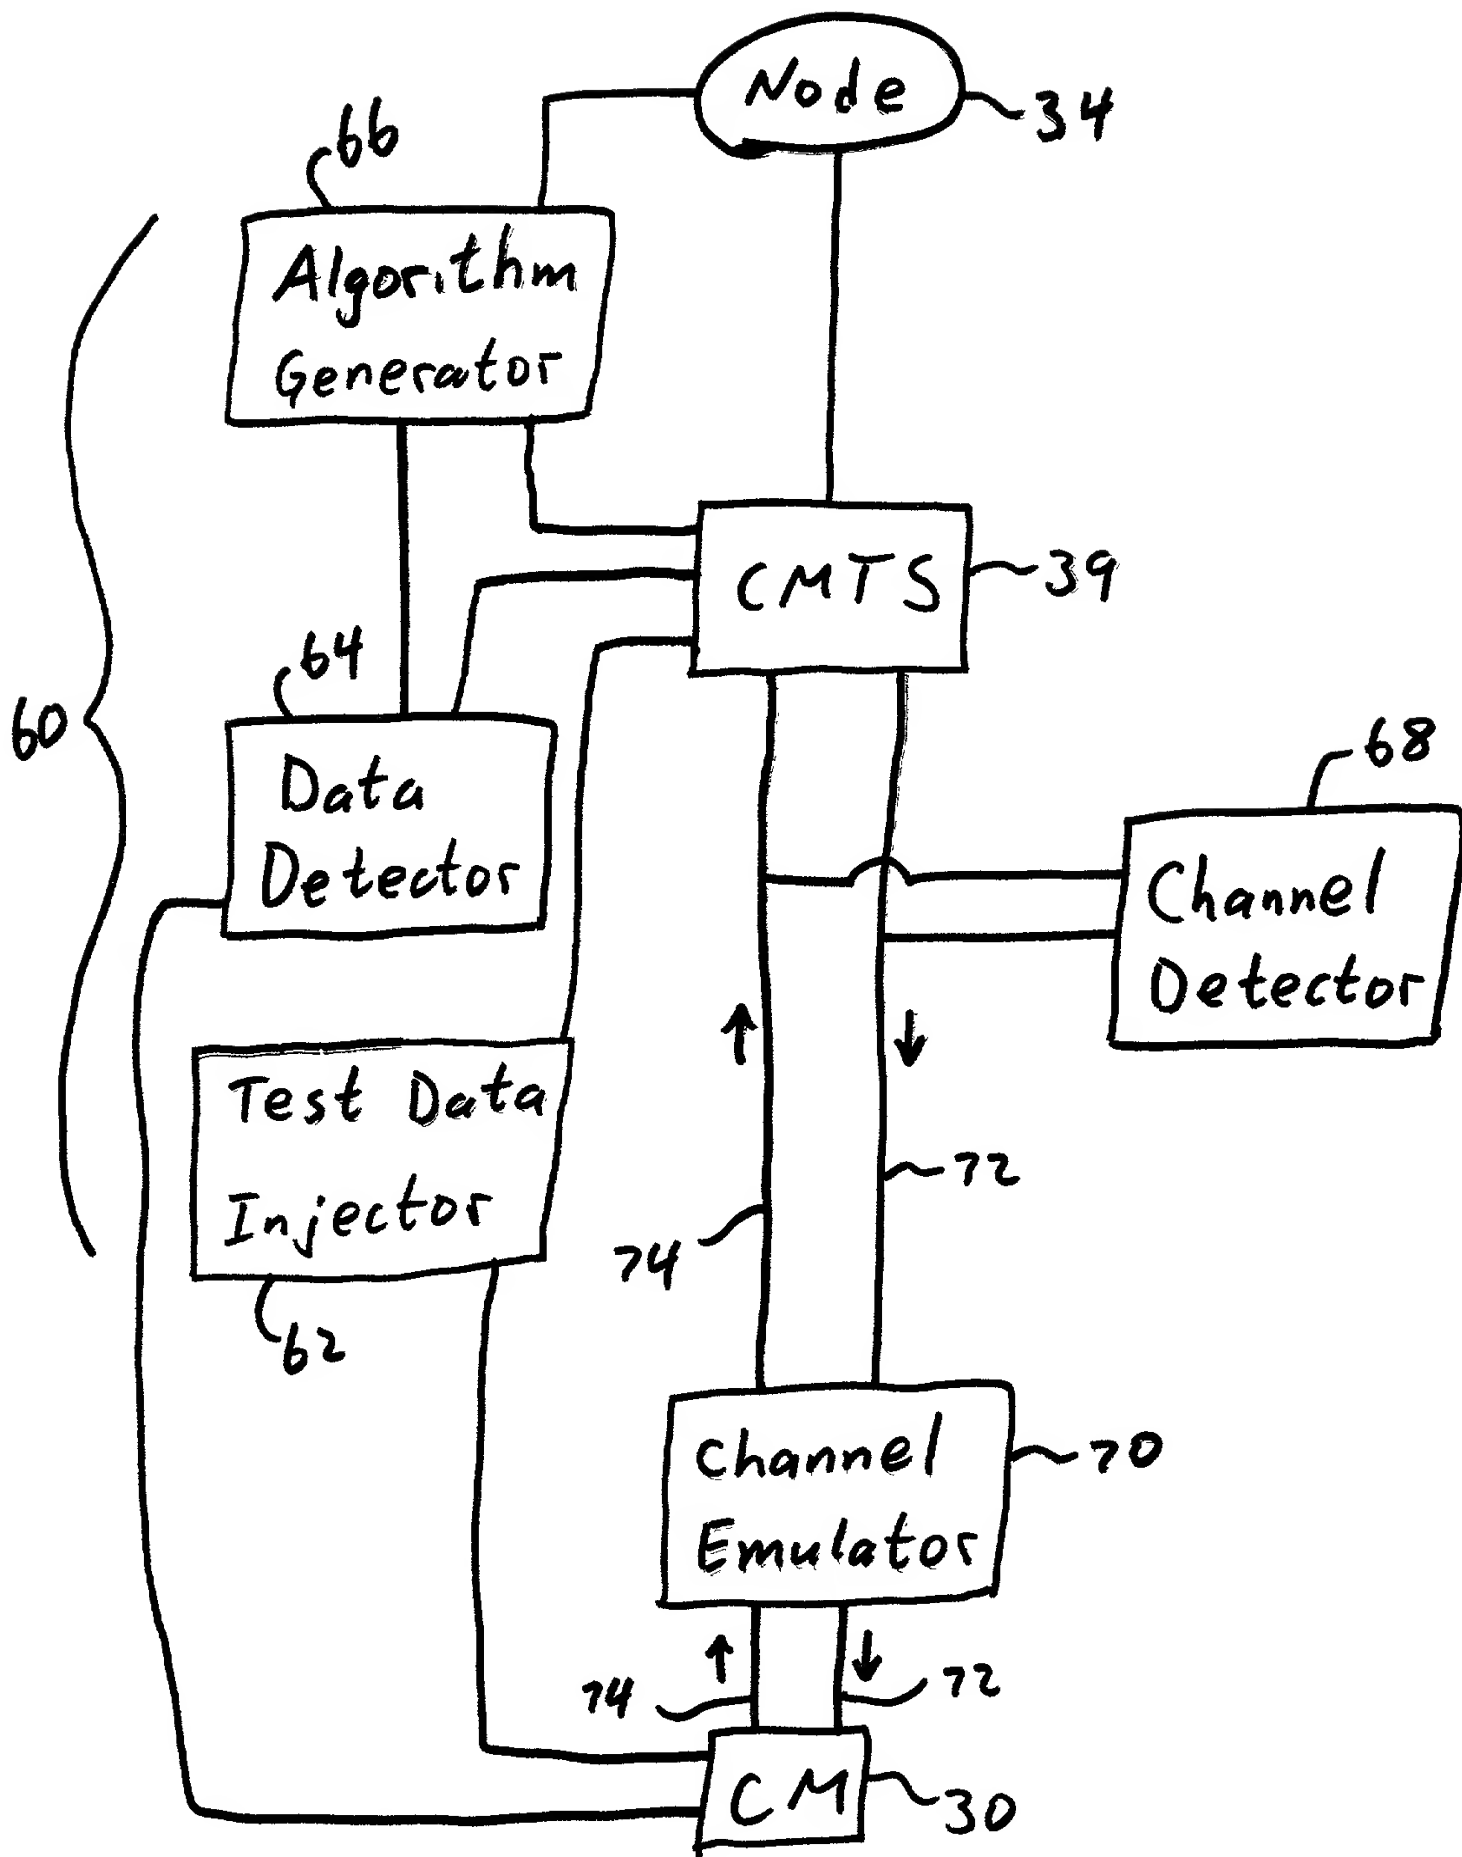 Node
34
66
Algorithm
Generator
CMTS
39
64
60
Data
Detector
68
Channel
Detector
Test Data
Injector
72
74
62
Channel
Emulator
70
74
72
CM
30